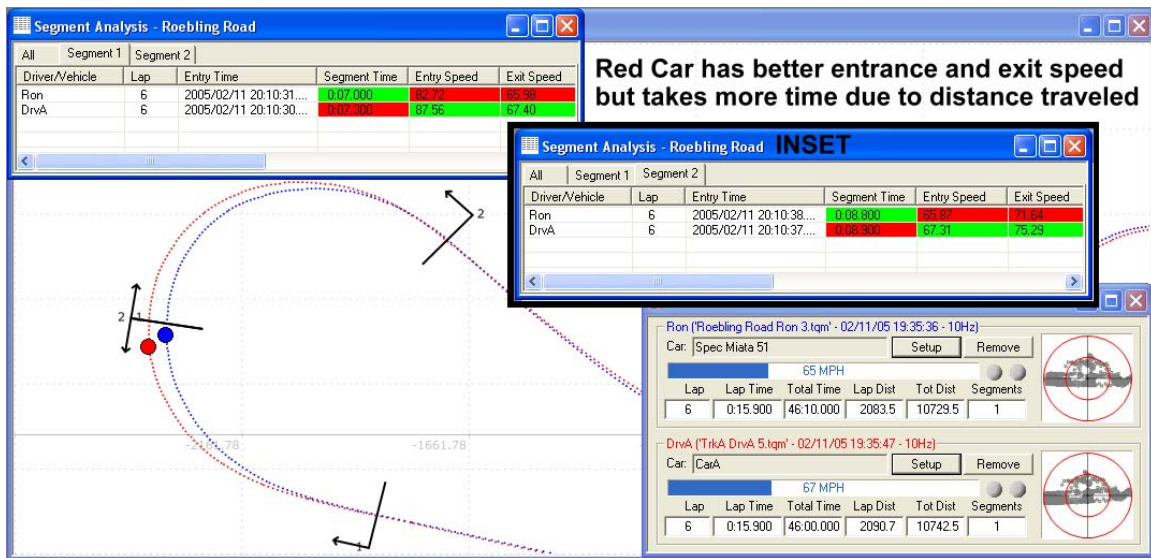 Segment Analysis - Roebling Road
All Segment 1 Segment 2
Driver/Vehicle Lap Entry Time Segment Time Entry Speed Exit Speed
Ron 6 2005/02/11 20:10:31.... 0:07.000 82.72 65.98
DrvA 6 2005/02/11 20:10:30.... 0:07.300 87.56 67.40
Red Car has better entrance and exit speed
but takes more time due to distance traveled
Segment Analysis - Roebling Road INSET
All Segment 1 Segment 2
Driver/Vehicle Lap Entry Time Segment Time Entry Speed Exit Speed
Ron 6 2005/02/11 20:10:38.... 0:08.800 65.87 71.64
DrvA 6 2005/02/11 20:10:37.... 0:08.900 67.31 75.29
2
2 1
-1661.78
1
Ron ('Roebling Road Ron 3.tqm' - 02/11/05 19:35:36 - 10Hz)
Car: Spec Miata 51 Setup Remove
65 MPH
Lap Lap Time Total Time Lap Dist Tot Dist Segments
6 0:15.900 46:10.000 2083.5 10729.5 1
DrvA ('TrkA DrvA 5.tqm' - 02/11/05 19:35:47 - 10Hz)
Car: CarA Setup Remove
67 MPH
Lap Lap Time Total Time Lap Dist Tot Dist Segments
6 0:15.900 46:00.000 2090.7 10742.5 1